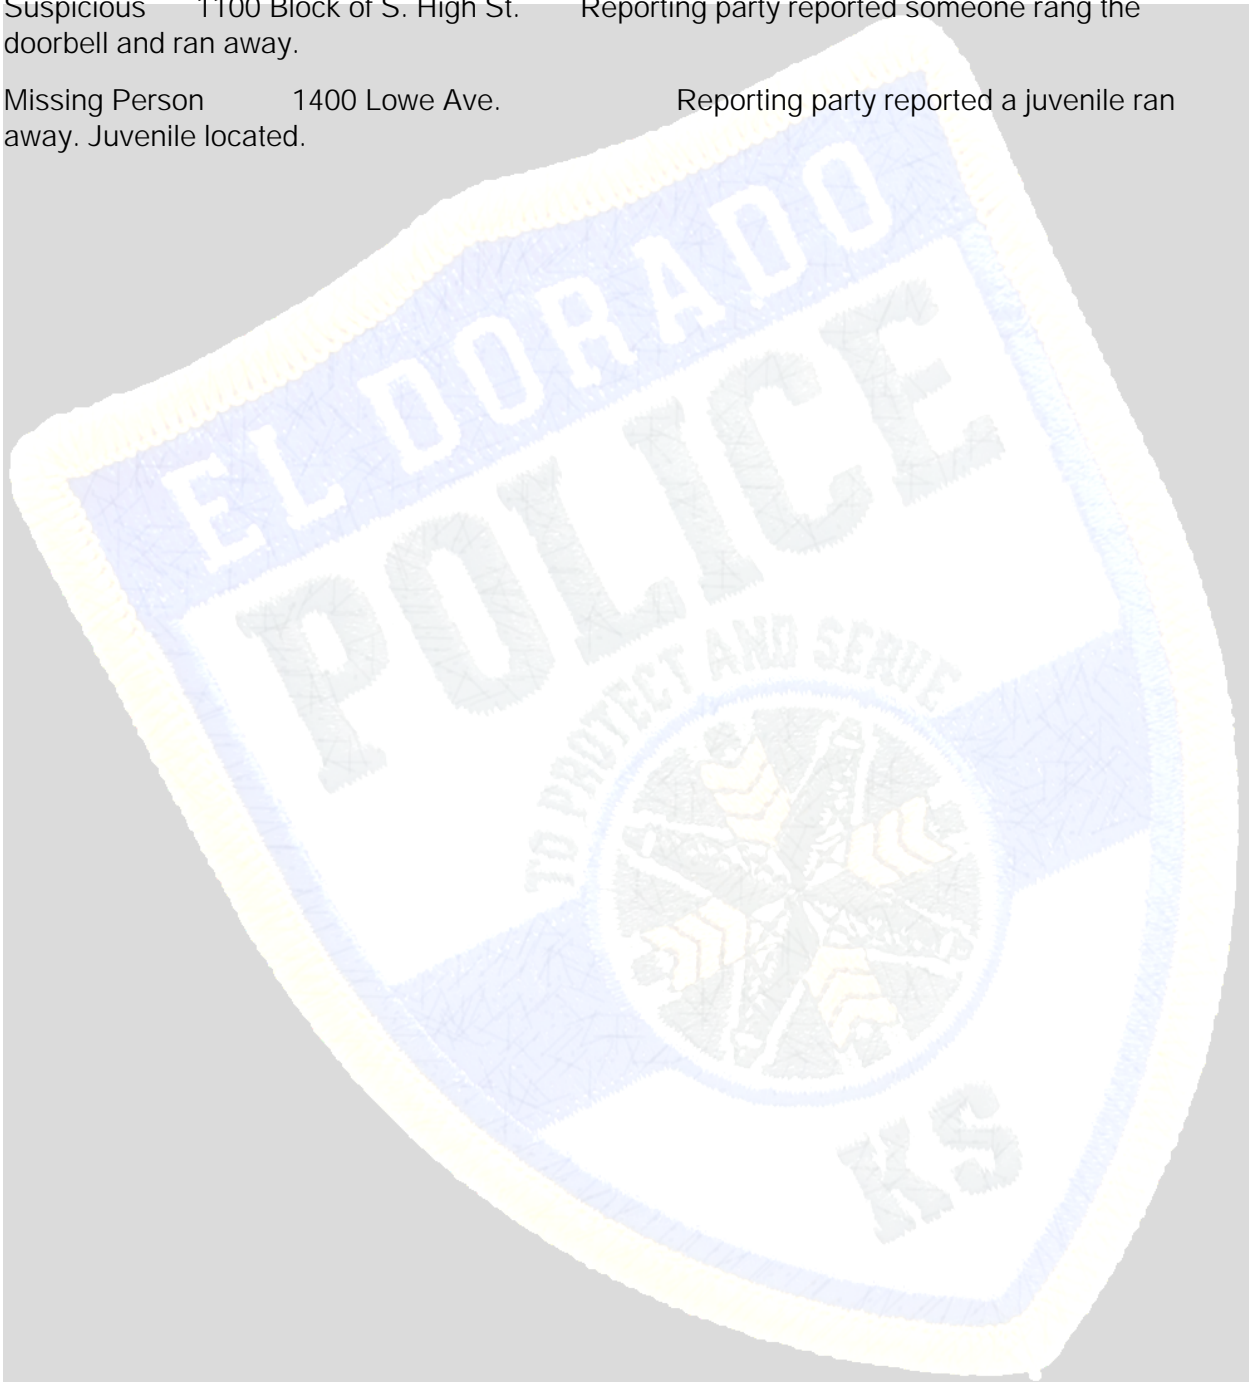 Suspicious 1100 Block of S. High St. Reporting party reported someone rang the
doorbell and ran away.
Missing Person 1400 Lowe Ave. Reporting party reported a juvenile ran
away. Juvenile located.
EL DORADO
POLICE
TO PROTECT AND SERVE
KS